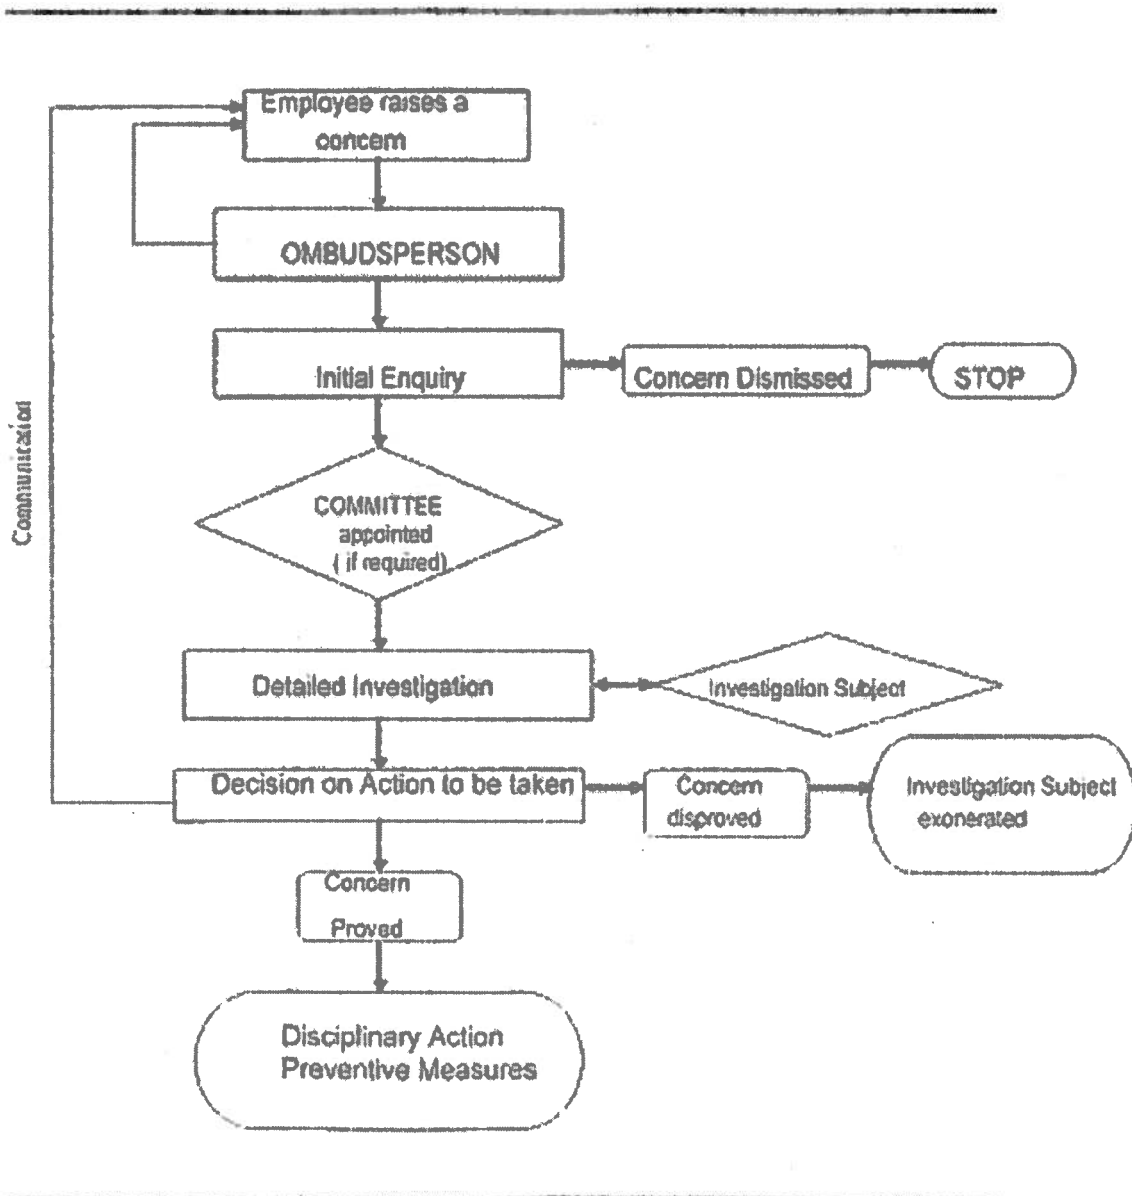 Employee raises a
concern
OMBUDSPERSON
Initial Enquiry
Concern Dismissed
STOP
Communication
COMMITTEE
appointed
( if required)
Detailed Investigation
Investigation Subject
Decision on Action to be taken
Concern
disproved
Investigation Subject
exonerated
Concern
Proved
Disciplinary Action
Preventive Measures